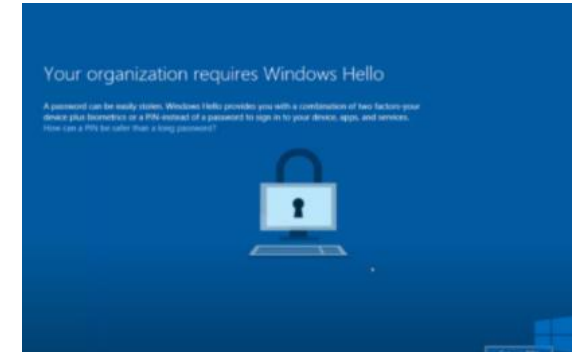 Your organization requires Windows Hello
A password can be easily stolen. Windows Hello provides you with a combination of two factors-your
device plus biometrics or a PIN-instead of a password to sign in to your device, apps, and services.
How can a PIN be safer than a long password?